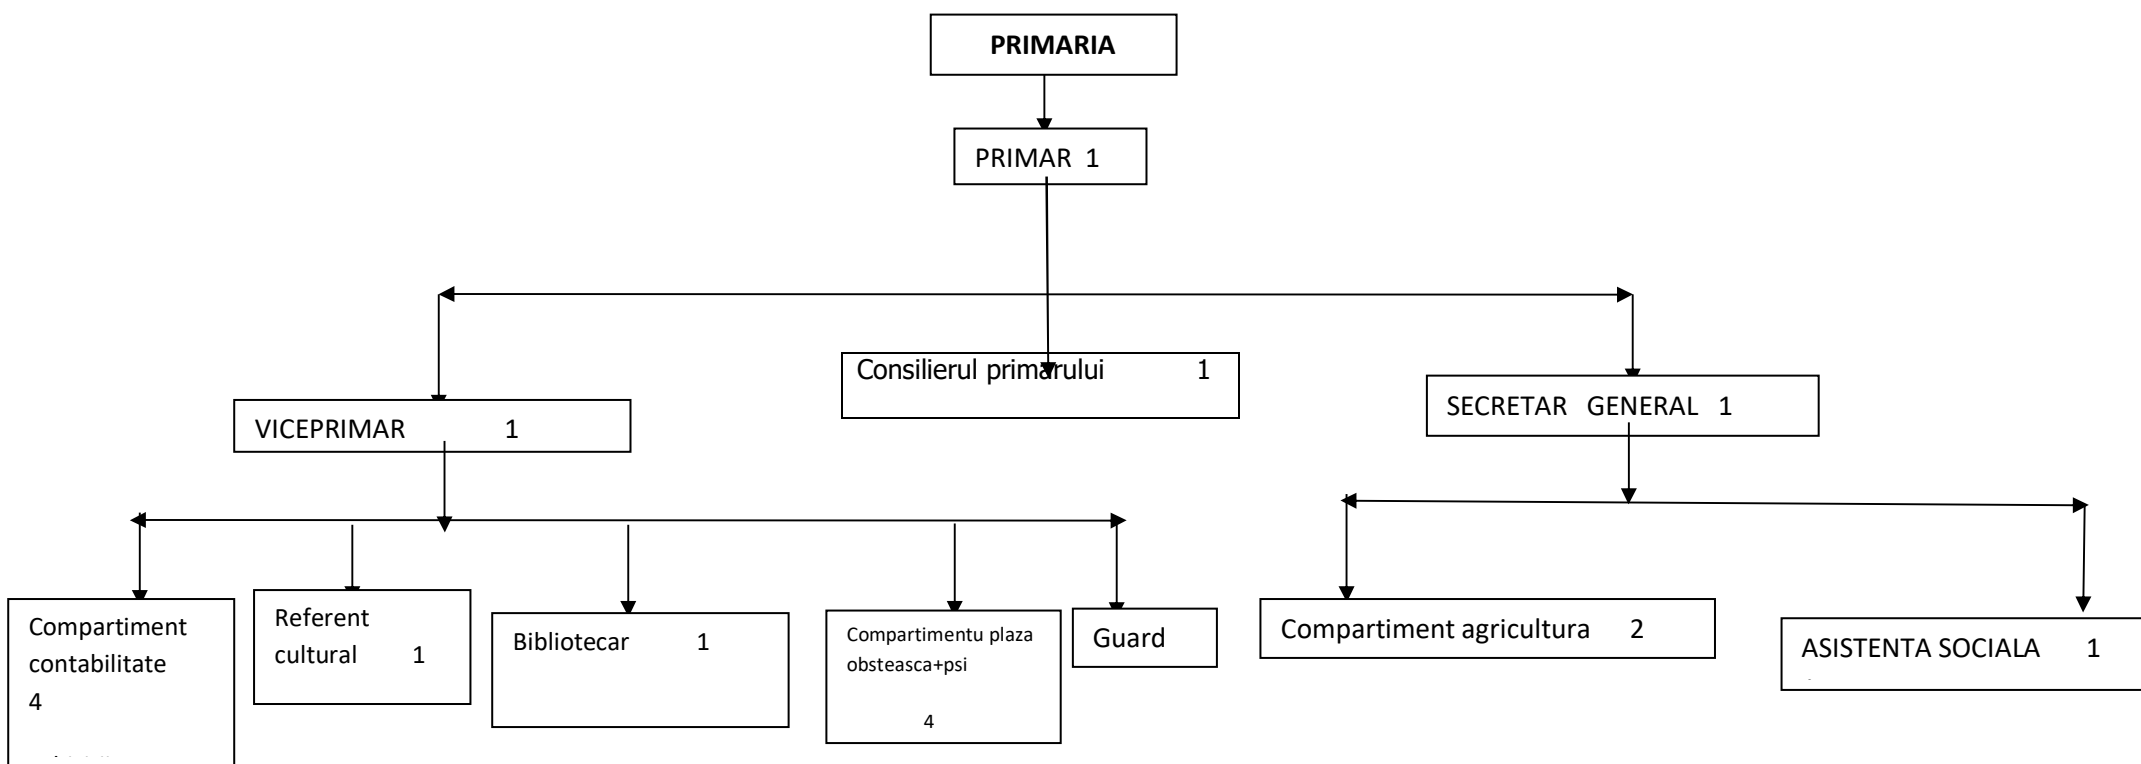 PRIMARIA
PRIMAR 1
Consilierul primarului 1
SECRETAR GENERAL 1
VICEPRIMAR 1
Compartiment
contabilitate
4
Referent
cultural 1
Bibliotecar 1
Compartimentu plaza
obsteasca+psi
4
Guard
Compartiment agricultura 2
ASISTENTA SOCIALA 1